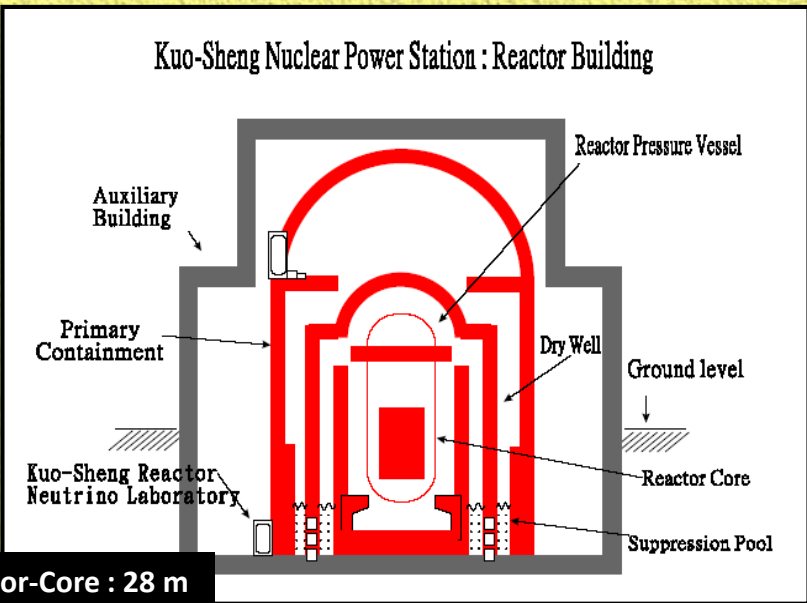 Kuo-Sheng Nuclear Power Station : Reactor Building
Reactor Pressure Vessel
Auxiliary
Building
Primary
Containment
Dry Well
Ground level
Kuo-Sheng Reactor
Neutrino Laboratory
Reactor Core
Suppression Pool
or-Core : 28 m